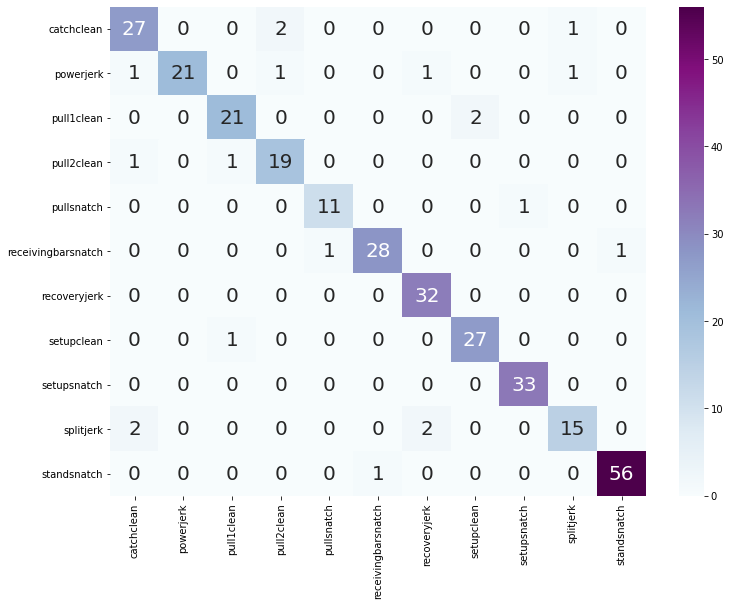 catchclean 27 0 0 2 0 0 0 0 0 1 0
powerjerk 1 21 0 1 0 0 1 0 0 1 0
pull1clean 0 0 21 0 0 0 0 2 0 0 0
pull2clean 1 0 1 19 0 0 0 0 0 0 0
pullsnatch 0 0 0 0 11 0 0 0 1 0 0
receivingbarsnatch 0 0 0 0 1 28 0 0 0 0 1
recoveryjerk 0 0 0 0 0 0 32 0 0 0 0
setupclean 0 0 1 0 0 0 0 27 0 0 0
setupsnatch 0 0 0 0 0 0 0 0 33 0 0
splitjerk 2 0 0 0 0 0 2 0 0 15 0
standsnatch 0 0 0 0 0 1 0 0 0 0 56
catchclean
powerjerk
pull1clean
pull2clean
pullsnatch
receivingbarsnatch
recoveryjerk
setupclean
setupsnatch
splitjerk
standsnatch
50
40
30
20
10
0